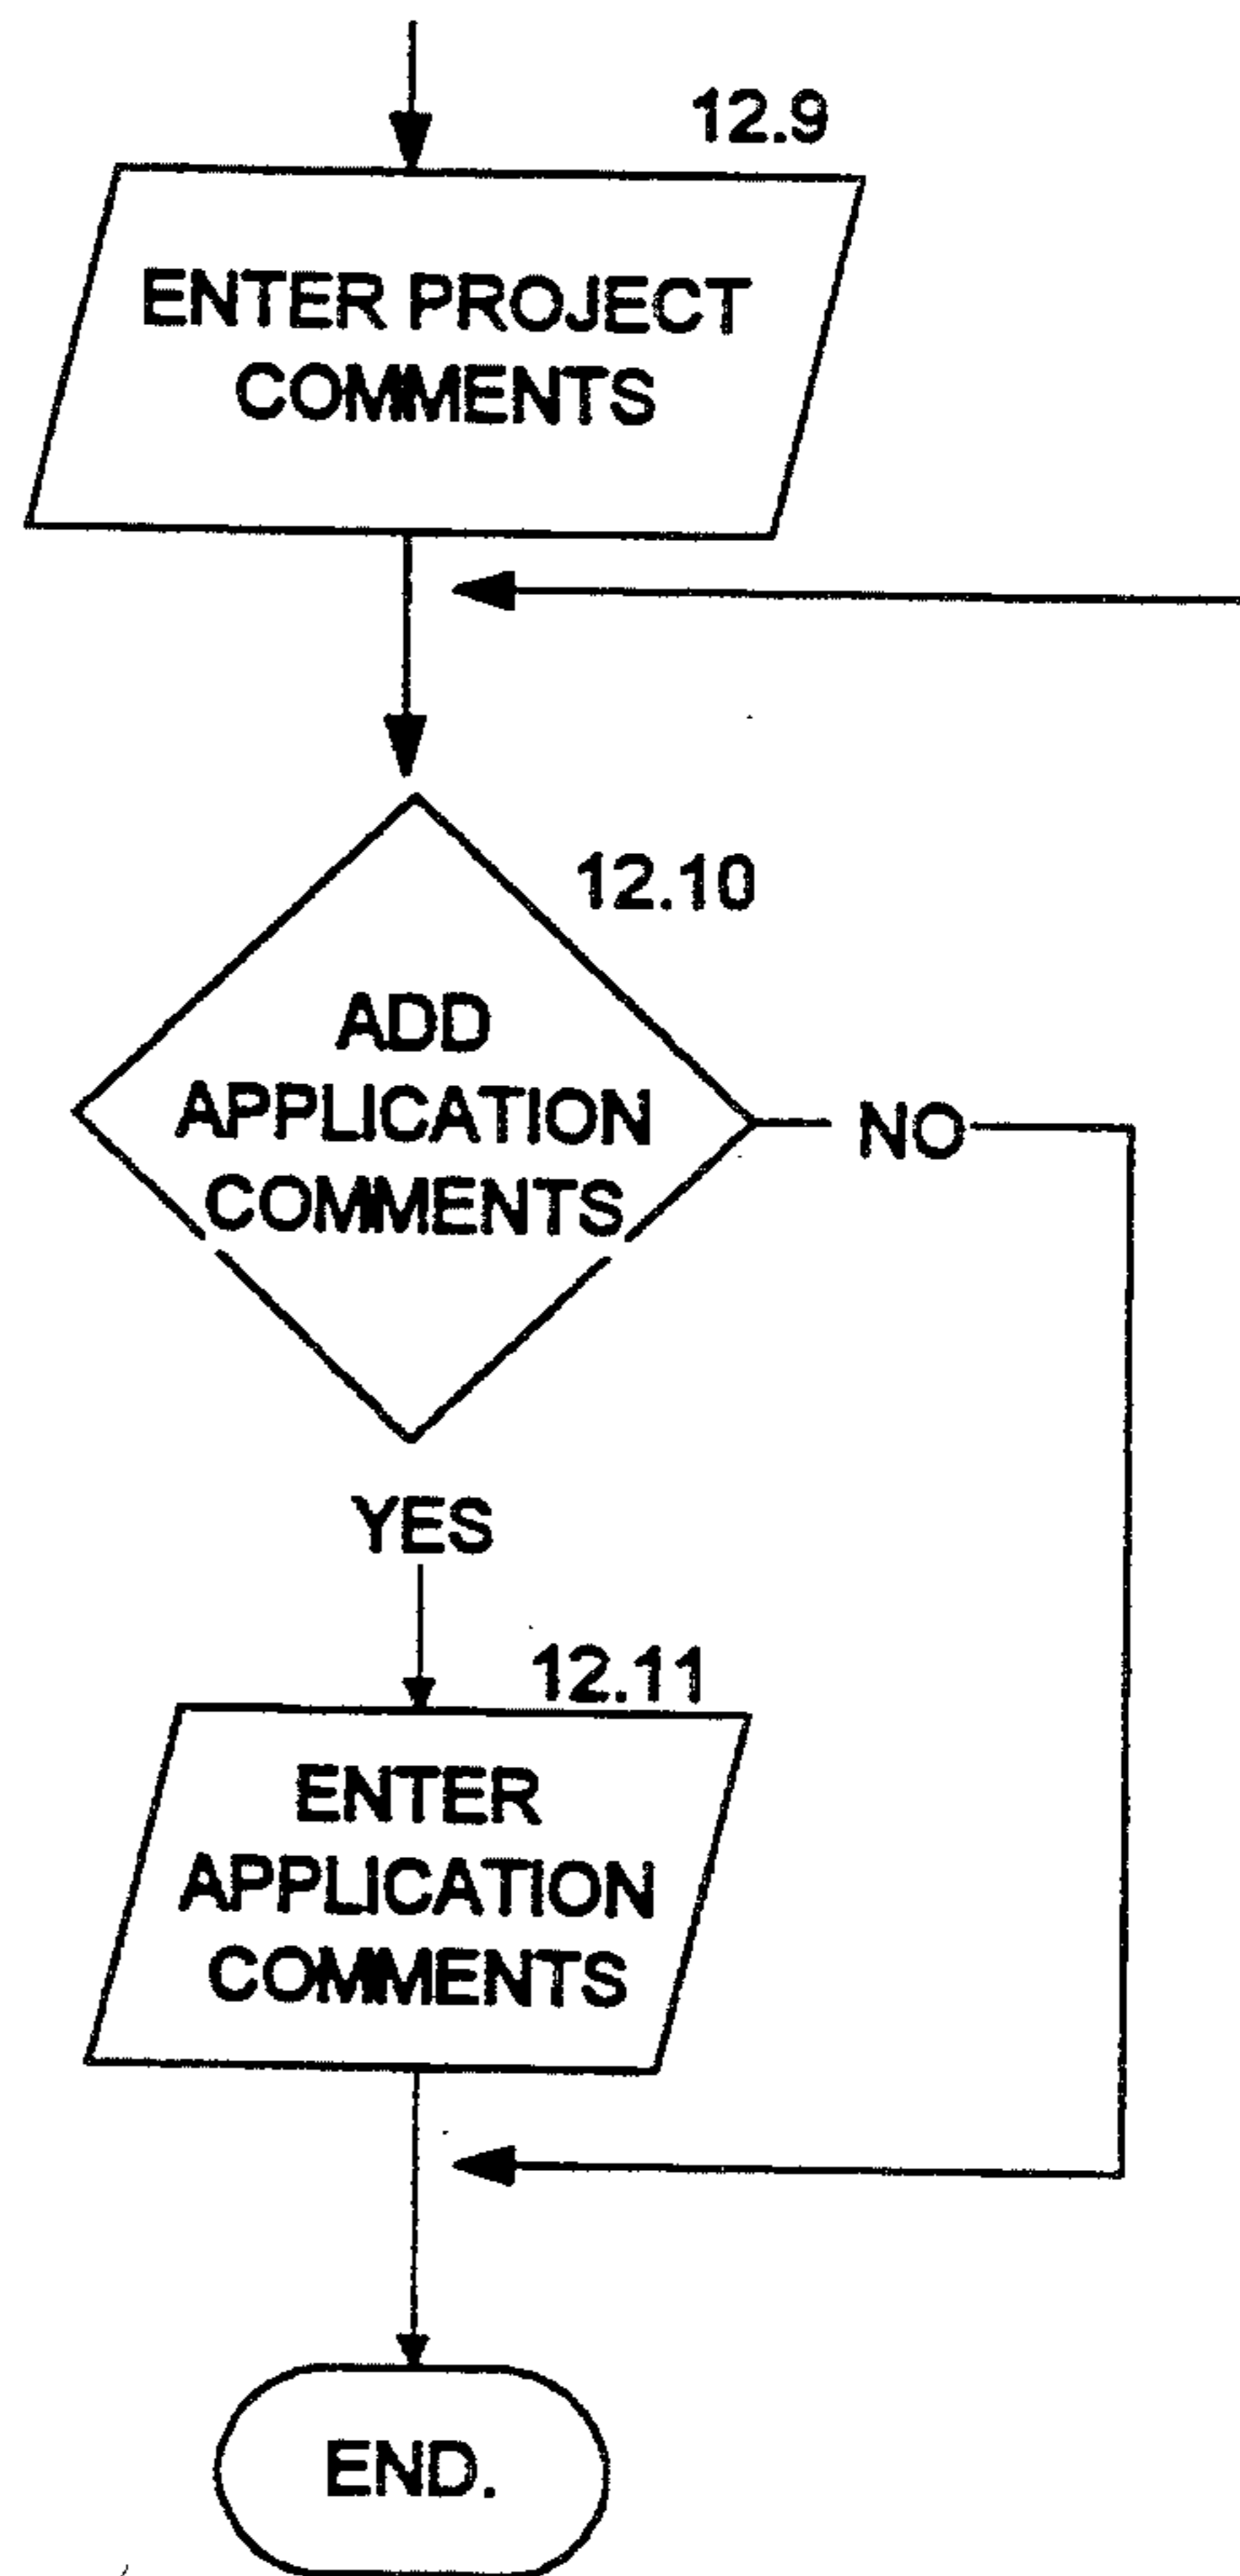 12.9
ENTER PROJECT
COMMENTS
12.10
ADD
APPLICATION
COMMENTS
NO
YES
12.11
ENTER
APPLICATION
COMMENTS
END.